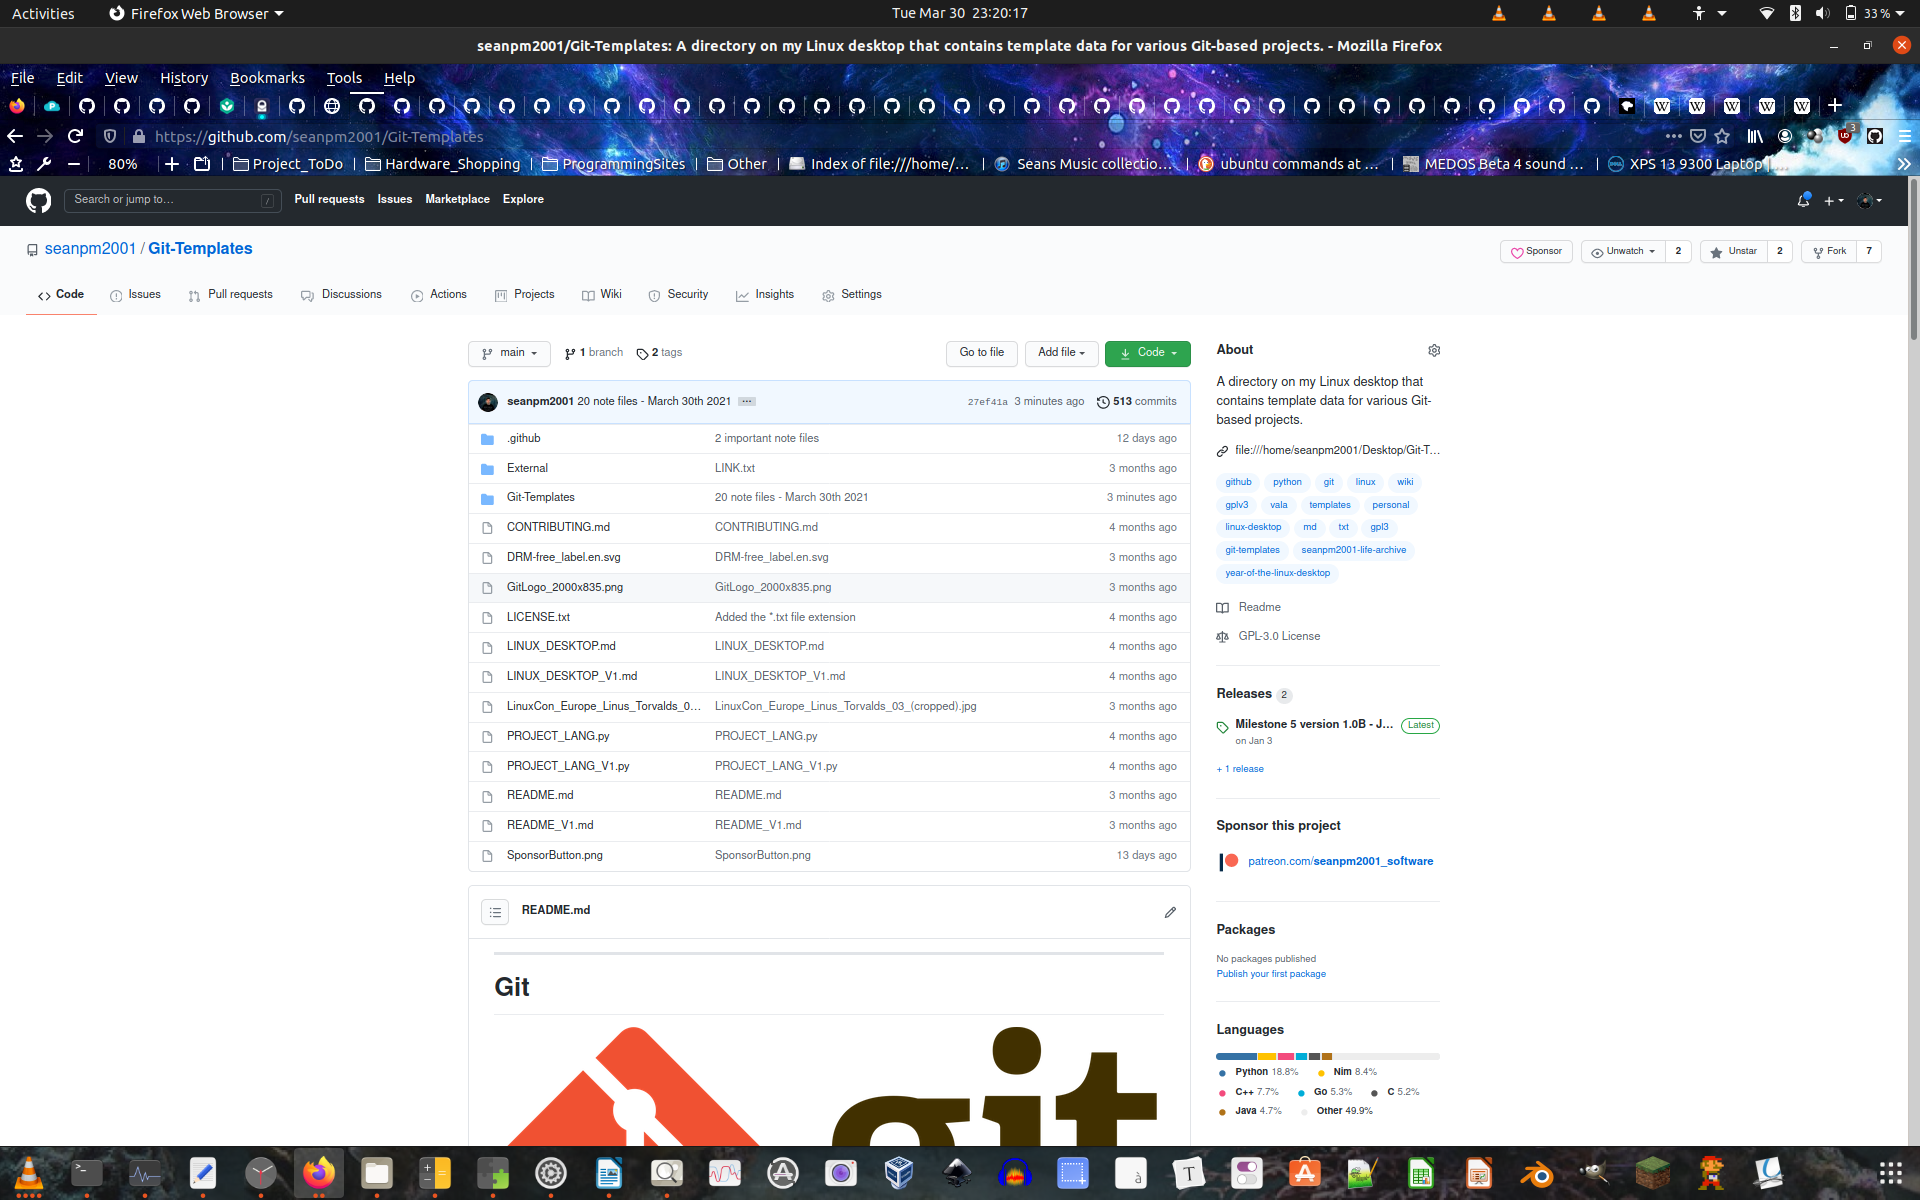 Activities Firefox Web Browser Tue Mar 30 23:20:17 33 %
seanpm2001/Git-Templates: A directory on my Linux desktop that contains template data for various Git-based projects. - Mozilla Firefox
File Edit View History Bookmarks Tools Help
https://github.com/seanpm2001/Git-Templates 3
80% Project_ToDo Hardware_Shopping ProgrammingSites Other Index of file:///home/… Seans Music collectio… ubuntu commands at … MEDOS Beta 4 sound … XPS 13 9300 Laptop
Search or jump to… / Pull requests Issues Marketplace Explore
seanpm2001 / Git-Templates Sponsor Unwatch 2 Unstar 2 Fork 7
Code Issues Pull requests Discussions Actions Projects Wiki Security Insights Settings
main 1 branch 2 tags Go to file Add file Code
seanpm2001 20 note files - March 30th 2021 … 27ef41a 3 minutes ago 513 commits
.github 2 important note files 12 days ago
External LINK.txt 3 months ago
Git-Templates 20 note files - March 30th 2021 3 minutes ago
CONTRIBUTING.md CONTRIBUTING.md 4 months ago
DRM-free_label.en.svg DRM-free_label.en.svg 3 months ago
GitLogo_2000x835.png GitLogo_2000x835.png 3 months ago
LICENSE.txt Added the *.txt file extension 4 months ago
LINUX_DESKTOP.md LINUX_DESKTOP.md 4 months ago
LINUX_DESKTOP_V1.md LINUX_DESKTOP_V1.md 4 months ago
LinuxCon_Europe_Linus_Torvalds_0… LinuxCon_Europe_Linus_Torvalds_03_(cropped).jpg 3 months ago
PROJECT_LANG.py PROJECT_LANG.py 4 months ago
PROJECT_LANG_V1.py PROJECT_LANG_V1.py 4 months ago
README.md README.md 3 months ago
README_V1.md README_V1.md 3 months ago
SponsorButton.png SponsorButton.png 13 days ago
README.md
Git
git
About
A directory on my Linux desktop that
contains template data for various Git-
based projects.
file:///home/seanpm2001/Desktop/Git-T…
github python git linux wiki
gplv3 vala templates personal
linux-desktop md txt gpl3
git-templates seanpm2001-life-archive
year-of-the-linux-desktop
Readme
GPL-3.0 License
Releases 2
Milestone 5 version 1.0B - J… Latest
on Jan 3
+ 1 release
Sponsor this project
patreon.com/seanpm2001_software
Packages
No packages published
Publish your first package
Languages
Python 18.8% Nim 8.4%
C++ 7.7% Go 5.3% C 5.2%
Java 4.7% Other 49.9%